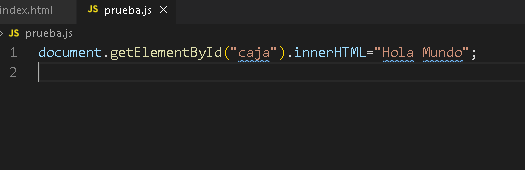 index.html JS prueba.js ×
> JS prueba.js
1 document.getElementById("caja").innerHTML="Hola Mundo";
2